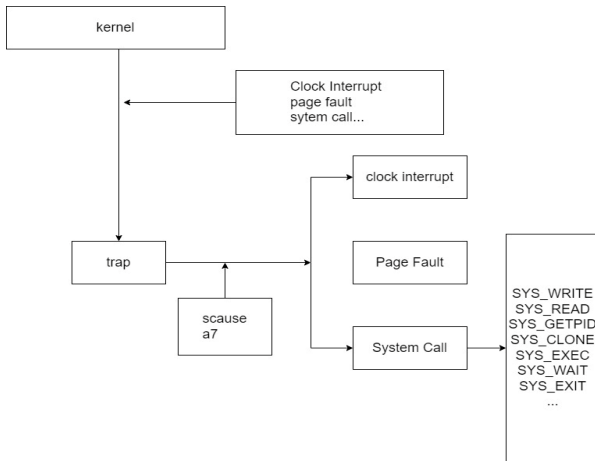 kernel
Clock Interrupt
page fault
sytem call...
clock interrupt
trap
Page Fault
scause
a7
System Call
SYS_WRITE
SYS_READ
SYS_GETPID
SYS_CLONE
SYS_EXEC
SYS_WAIT
SYS_EXIT
...